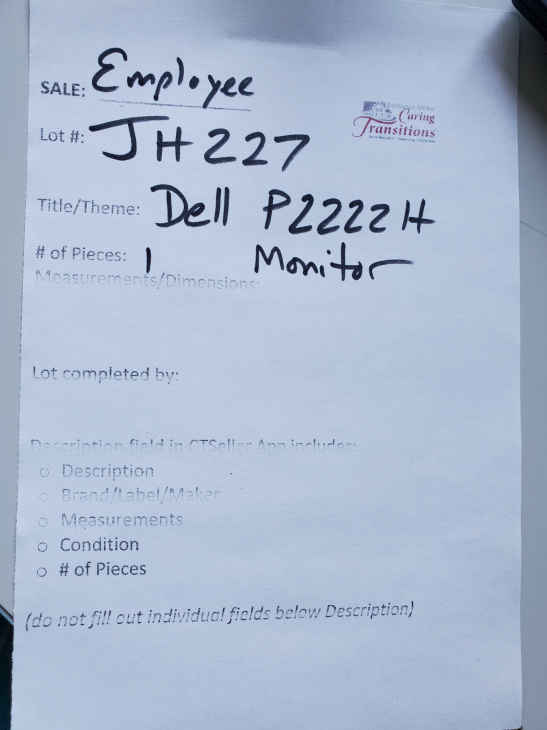 SALE: Employee
Caring
Transitions
Lot #: JH227
Title/Theme: Dell P2222H
# of Pieces: 1 Monitor
Measurements/Dimensions:
Lot completed by:
Description field in CTSeller App includes:
o Description
o Brand/Label/Maker
o Measurements
o Condition
o # of Pieces
(do not fill out individual fields below Description)